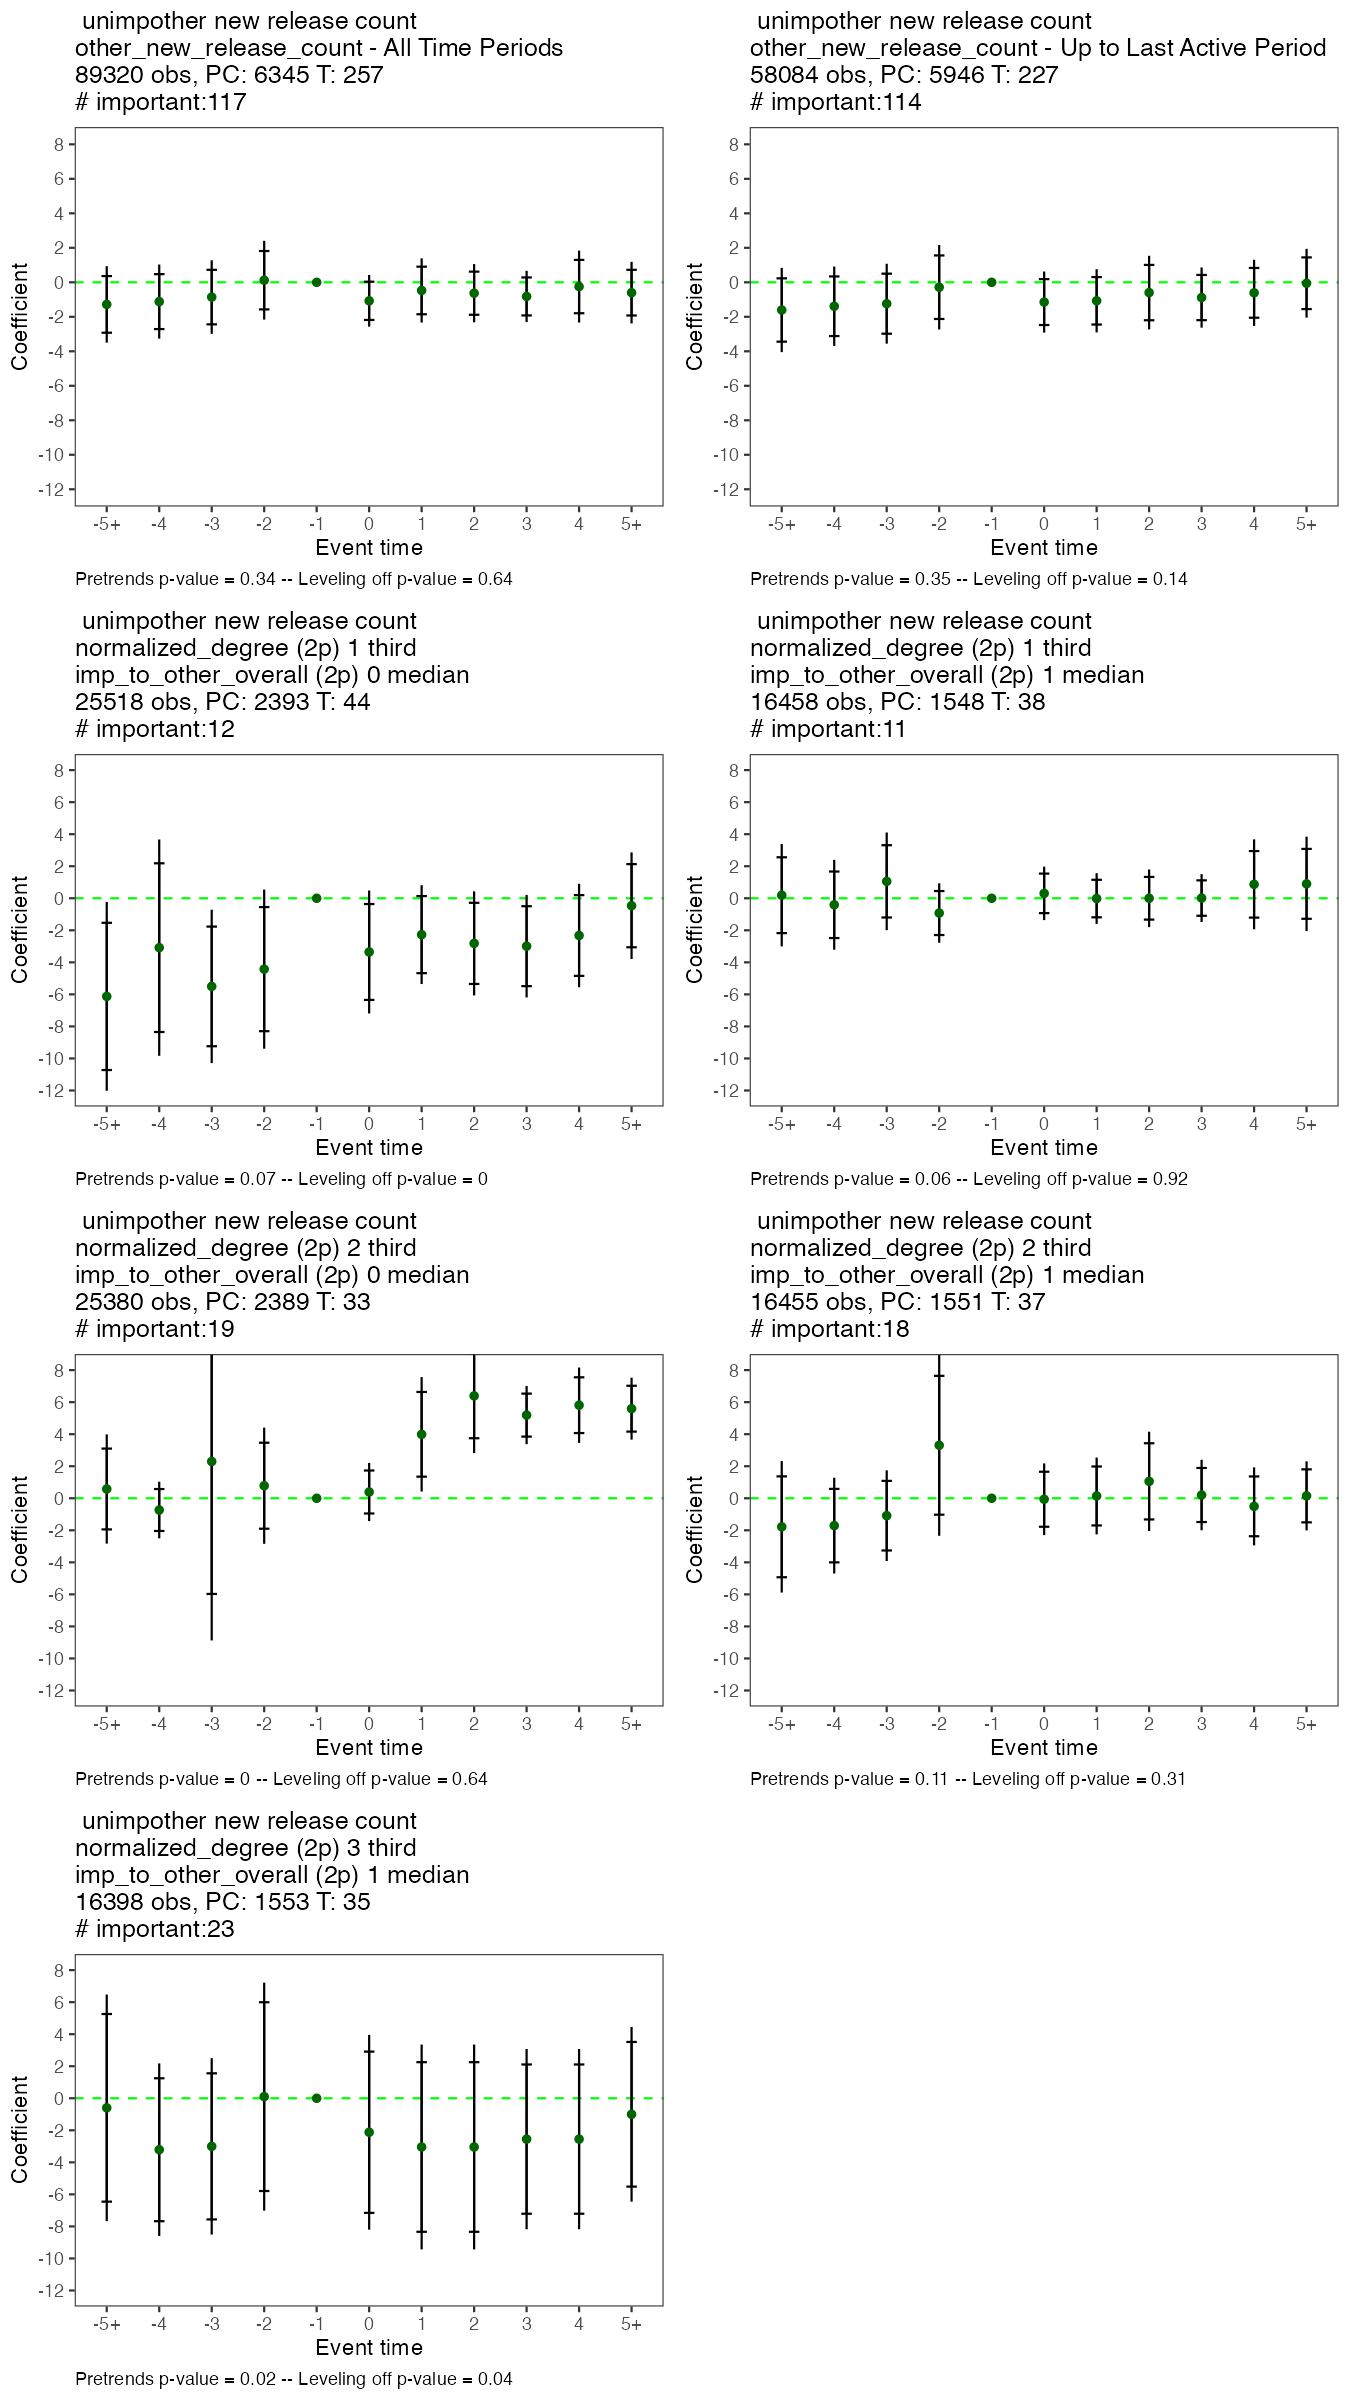 unimpother new release count
other_new_release_count - All Time Periods
89320 obs, PC: 6345 T: 257
# important:117
8
6
4
2
0
-2
-4
-6
-8
-10
-12
Coefficient
-5+ -4 -3 -2 -1 0 1 2 3 4 5+
Event time
Pretrends p-value = 0.34 -- Leveling off p-value = 0.64
unimpother new release count
other_new_release_count - Up to Last Active Period
58084 obs, PC: 5946 T: 227
# important:114
8
6
4
2
0
-2
-4
-6
-8
-10
-12
Coefficient
-5+ -4 -3 -2 -1 0 1 2 3 4 5+
Event time
Pretrends p-value = 0.35 -- Leveling off p-value = 0.14
unimpother new release count
normalized_degree (2p) 1 third
imp_to_other_overall (2p) 0 median
25518 obs, PC: 2393 T: 44
# important:12
8
6
4
2
0
-2
-4
-6
-8
-10
-12
Coefficient
-5+ -4 -3 -2 -1 0 1 2 3 4 5+
Event time
Pretrends p-value = 0.07 -- Leveling off p-value = 0
unimpother new release count
normalized_degree (2p) 1 third
imp_to_other_overall (2p) 1 median
16458 obs, PC: 1548 T: 38
# important:11
8
6
4
2
0
-2
-4
-6
-8
-10
-12
Coefficient
-5+ -4 -3 -2 -1 0 1 2 3 4 5+
Event time
Pretrends p-value = 0.06 -- Leveling off p-value = 0.92
unimpother new release count
normalized_degree (2p) 2 third
imp_to_other_overall (2p) 0 median
25380 obs, PC: 2389 T: 33
# important:19
8
6
4
2
0
-2
-4
-6
-8
-10
-12
Coefficient
-5+ -4 -3 -2 -1 0 1 2 3 4 5+
Event time
Pretrends p-value = 0 -- Leveling off p-value = 0.64
unimpother new release count
normalized_degree (2p) 2 third
imp_to_other_overall (2p) 1 median
16455 obs, PC: 1551 T: 37
# important:18
8
6
4
2
0
-2
-4
-6
-8
-10
-12
Coefficient
-5+ -4 -3 -2 -1 0 1 2 3 4 5+
Event time
Pretrends p-value = 0.11 -- Leveling off p-value = 0.31
unimpother new release count
normalized_degree (2p) 3 third
imp_to_other_overall (2p) 1 median
16398 obs, PC: 1553 T: 35
# important:23
8
6
4
2
0
-2
-4
-6
-8
-10
-12
Coefficient
-5+ -4 -3 -2 -1 0 1 2 3 4 5+
Event time
Pretrends p-value = 0.02 -- Leveling off p-value = 0.04